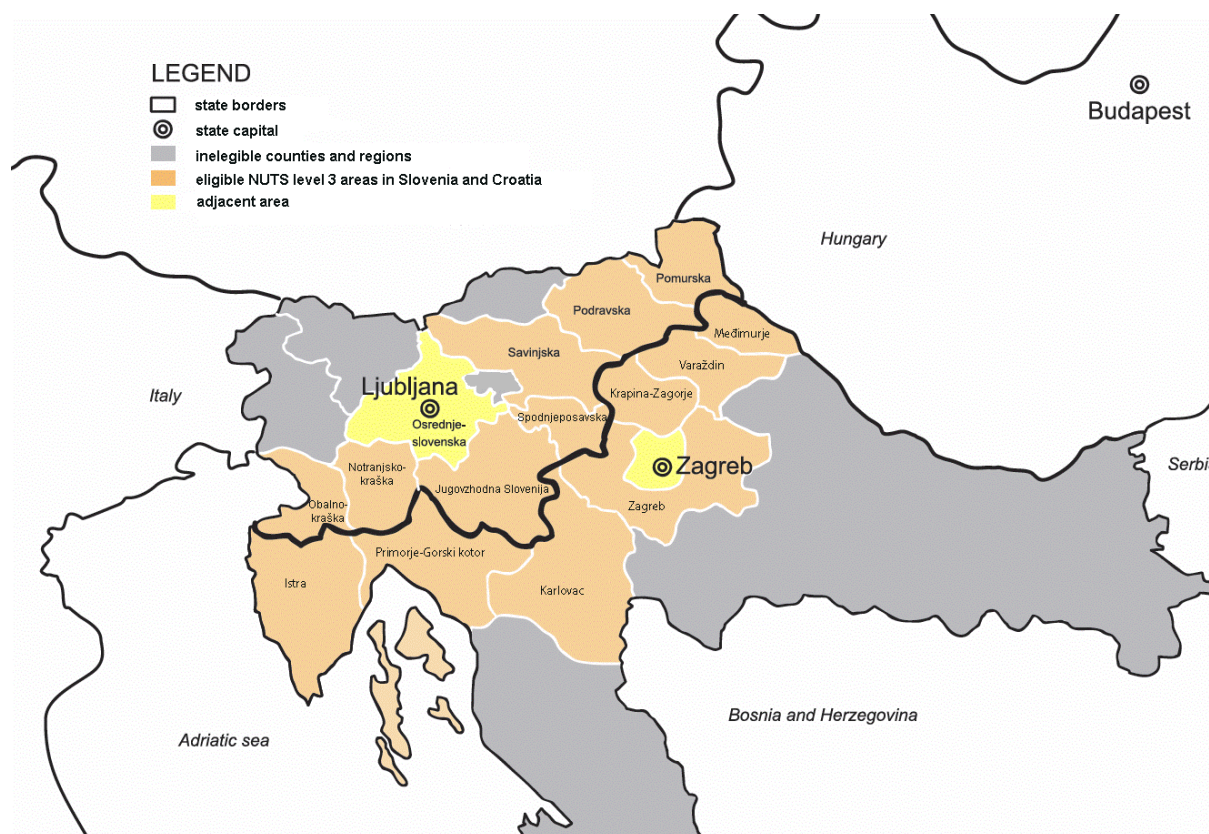 LEGEND
state borders
state capital
inelegible counties and regions
eligible NUTS level 3 areas in Slovenia and Croatia
adjacent area
Budapest
Hungary
Pomurska
Podravska
Međimurje
Savinjska
Varaždin
Italy
Ljubljana
Krapina-Zagorje
Osrednje-
slovenska
Spodnjeposavska
Zagreb
Serbia
Notranjsko-
kraška
Jugovzhodna Slovenija
Obalno-
kraška
Zagreb
Primorje-Gorski kotor
Istra
Karlovac
Bosnia and Herzegovina
Adriatic sea